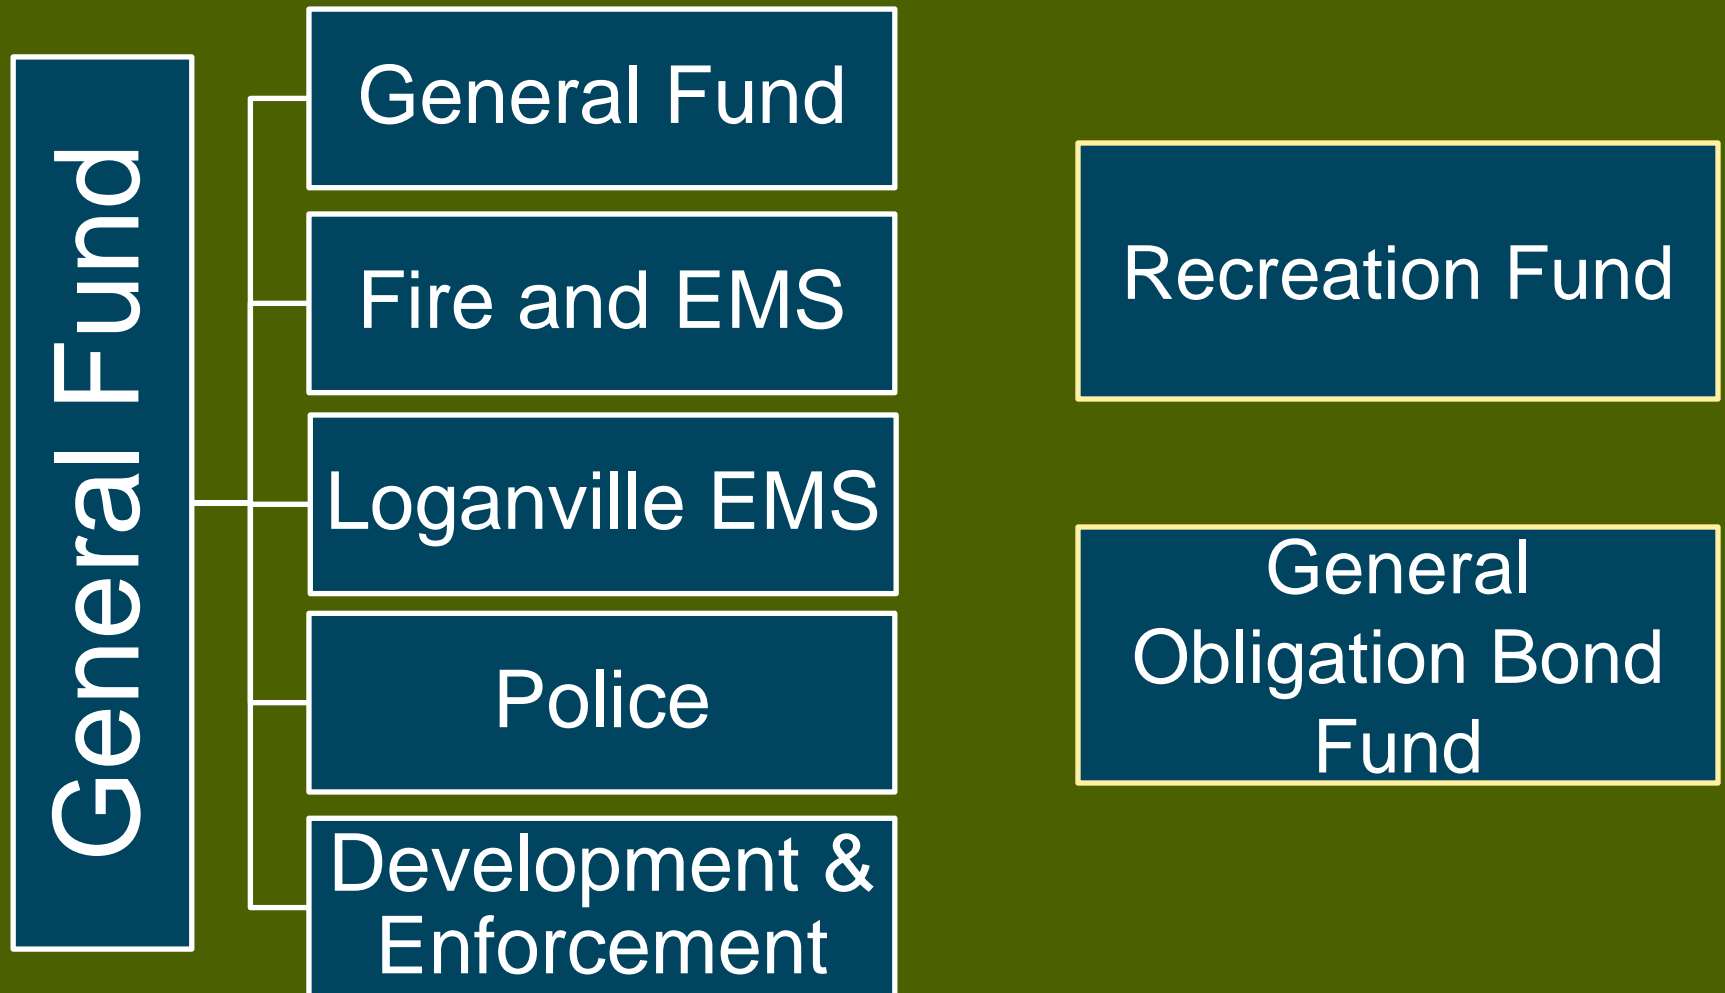 General Fund
General Fund
Fire and EMS
Loganville EMS
Police
Development &
Enforcement
Recreation Fund
General
Obligation Bond
Fund